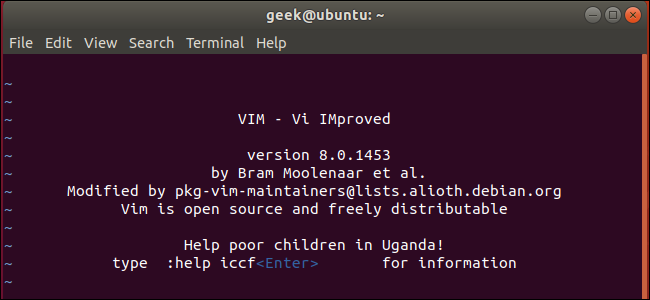 geek@ubuntu: ~
File Edit View Search Terminal Help
~
~
~ VIM - Vi IMproved
~
~ version 8.0.1453
~ by Bram Moolenaar et al.
~ Modified by pkg-vim-maintainers@lists.alioth.debian.org
~ Vim is open source and freely distributable
~
~ Help poor children in Uganda!
~ type :help iccf<Enter> for information
~